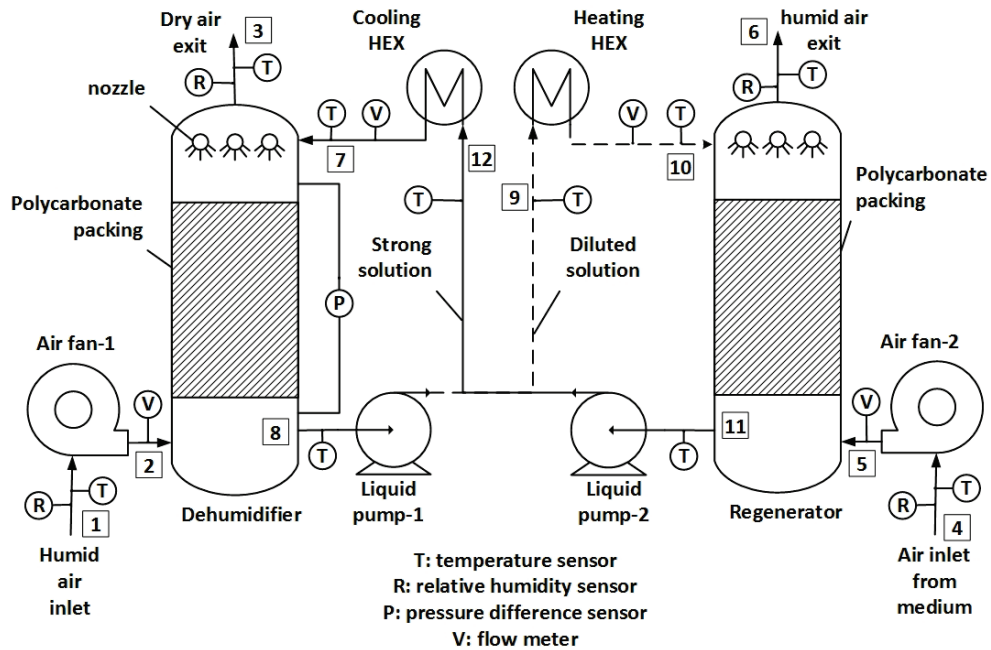 Dry air
exit
3
R
T
nozzle
Cooling
HEX
Heating
HEX
humid air
exit
6
R
T
T
V
7
12
9
V
T
10
T
T
Polycarbonate
packing
Polycarbonate
packing
Strong
solution
Diluted
solution
P
Air fan-1
Air fan-2
V
2
8
T
11
T
V
5
R
T
1
Dehumidifier
Liquid
pump-1
Liquid
pump-2
Regenerator
R
T
4
Humid
air
inlet
Air inlet
from
medium
T: temperature sensor
R: relative humidity sensor
P: pressure difference sensor
V: flow meter